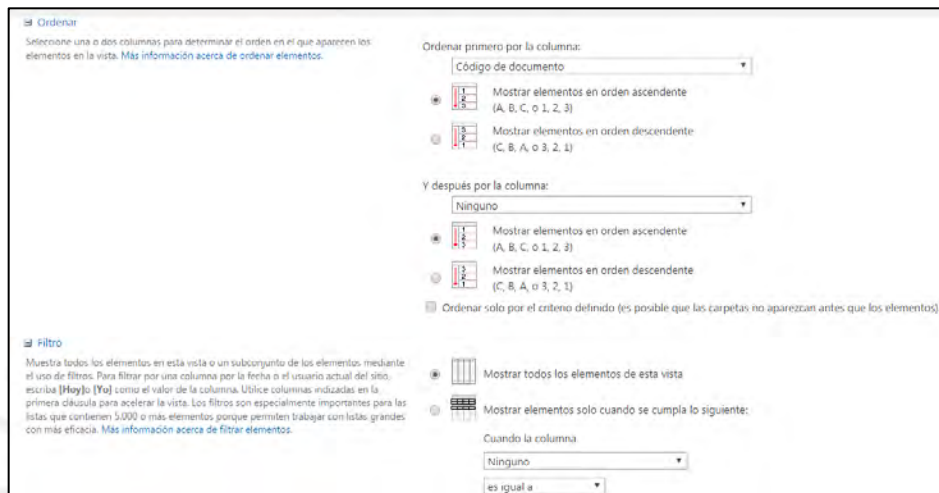 Ordenar
Seleccione una o dos columnas para determinar el orden en el que aparecen los
elementos en la vista. Más información acerca de ordenar elementos.
Ordenar primero por la columna:
Código de documento
Mostrar elementos en orden ascendente
(A, B, C, o 1, 2, 3)
Mostrar elementos en orden descendente
(C, B, A, o 3, 2, 1)
Y después por la columna:
Ninguno
Mostrar elementos en orden ascendente
(A, B, C, o 1, 2, 3)
Mostrar elementos en orden descendente
(C, B, A, o 3, 2, 1)
Ordenar solo por el criterio definido (es posible que las carpetas no aparezcan antes que los elementos)
Filtro
Muestra todos los elementos en esta vista o un subconjunto de los elementos mediante
el uso de filtros. Para filtrar por una columna por la fecha o el usuario actual del sitio,
escriba [Hoy]o [Yo] como el valor de la columna. Utilice columnas indizadas en la
primera cláusula para acelerar la vista. Los filtros son especialmente importantes para las
listas que contienen 5.000 o más elementos porque permiten trabajar con listas grandes
con más eficacia. Más información acerca de filtrar elementos.
Mostrar todos los elementos de esta vista
Mostrar elementos solo cuando se cumpla lo siguiente:
Cuando la columna
Ninguno
es igual a